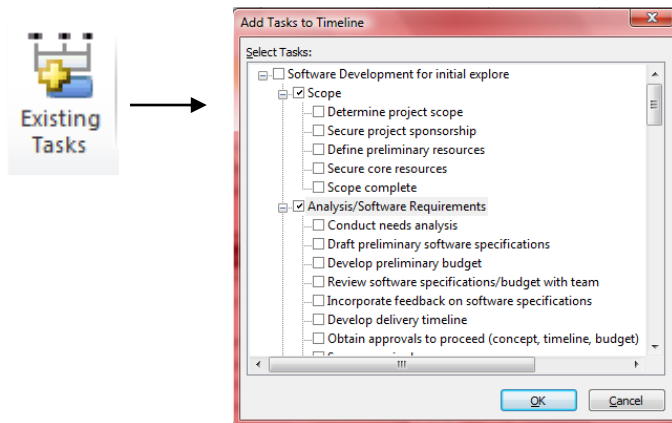 Existing
Tasks
Add Tasks to Timeline
Select Tasks:
Software Development for initial explore
Scope
Determine project scope
Secure project sponsorship
Define preliminary resources
Secure core resources
Scope complete
Analysis/Software Requirements
Conduct needs analysis
Draft preliminary software specifications
Develop preliminary budget
Review software specifications/budget with team
Incorporate feedback on software specifications
Develop delivery timeline
Obtain approvals to proceed (concept, timeline, budget)
OK
Cancel